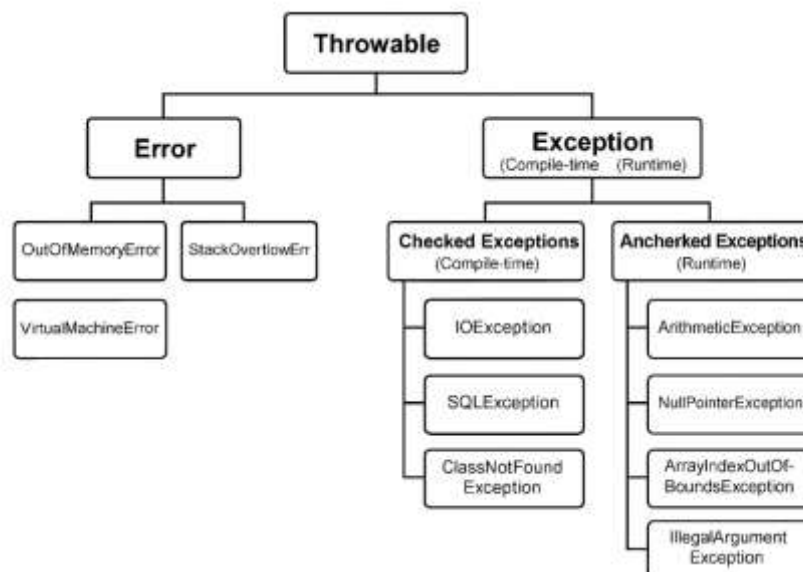 Throwable
Error
Exception
(Compile-time (Runtime)
OutOfMemoryError
StackOvertlowErr
VirtualMachineError
Checked Exceptions
(Compile-time)
IOException
SQLException
ClassNotFound
Exception
Ancherked Exceptions
(Runtime)
ArithmeticException
NullPointerException
ArrayIndexOutOf-
BoundsException
IllegalArgument
Exception